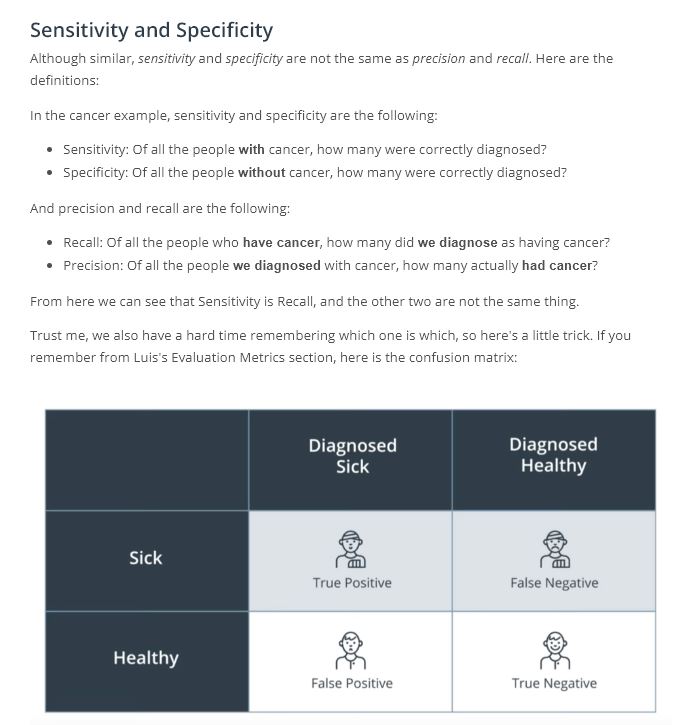 Sensitivity and Specificity
Although similar, sensitivity and specificity are not the same as precision and recall. Here are the
definitions:
In the cancer example, sensitivity and specificity are the following:
• Sensitivity: Of all the people with cancer, how many were correctly diagnosed?
• Specificity: Of all the people without cancer, how many were correctly diagnosed?
And precision and recall are the following:
• Recall: Of all the people who have cancer, how many did we diagnose as having cancer?
• Precision: Of all the people we diagnosed with cancer, how many actually had cancer?
From here we can see that Sensitivity is Recall, and the other two are not the same thing.
Trust me, we also have a hard time remembering which one is which, so here's a little trick. If you
remember from Luis's Evaluation Metrics section, here is the confusion matrix:
Diagnosed
Sick
Diagnosed
Healthy
Sick
True Positive
False Negative
Healthy
False Positive
True Negative